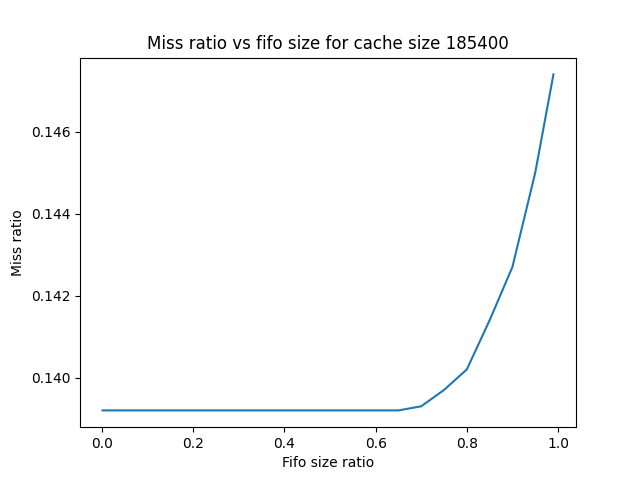 Miss ratio vs fifo size for cache size 185400
0.146
0.144
0.142
0.140
Miss ratio
0.0 0.2 0.4 0.6 0.8 1.0
Fifo size ratio